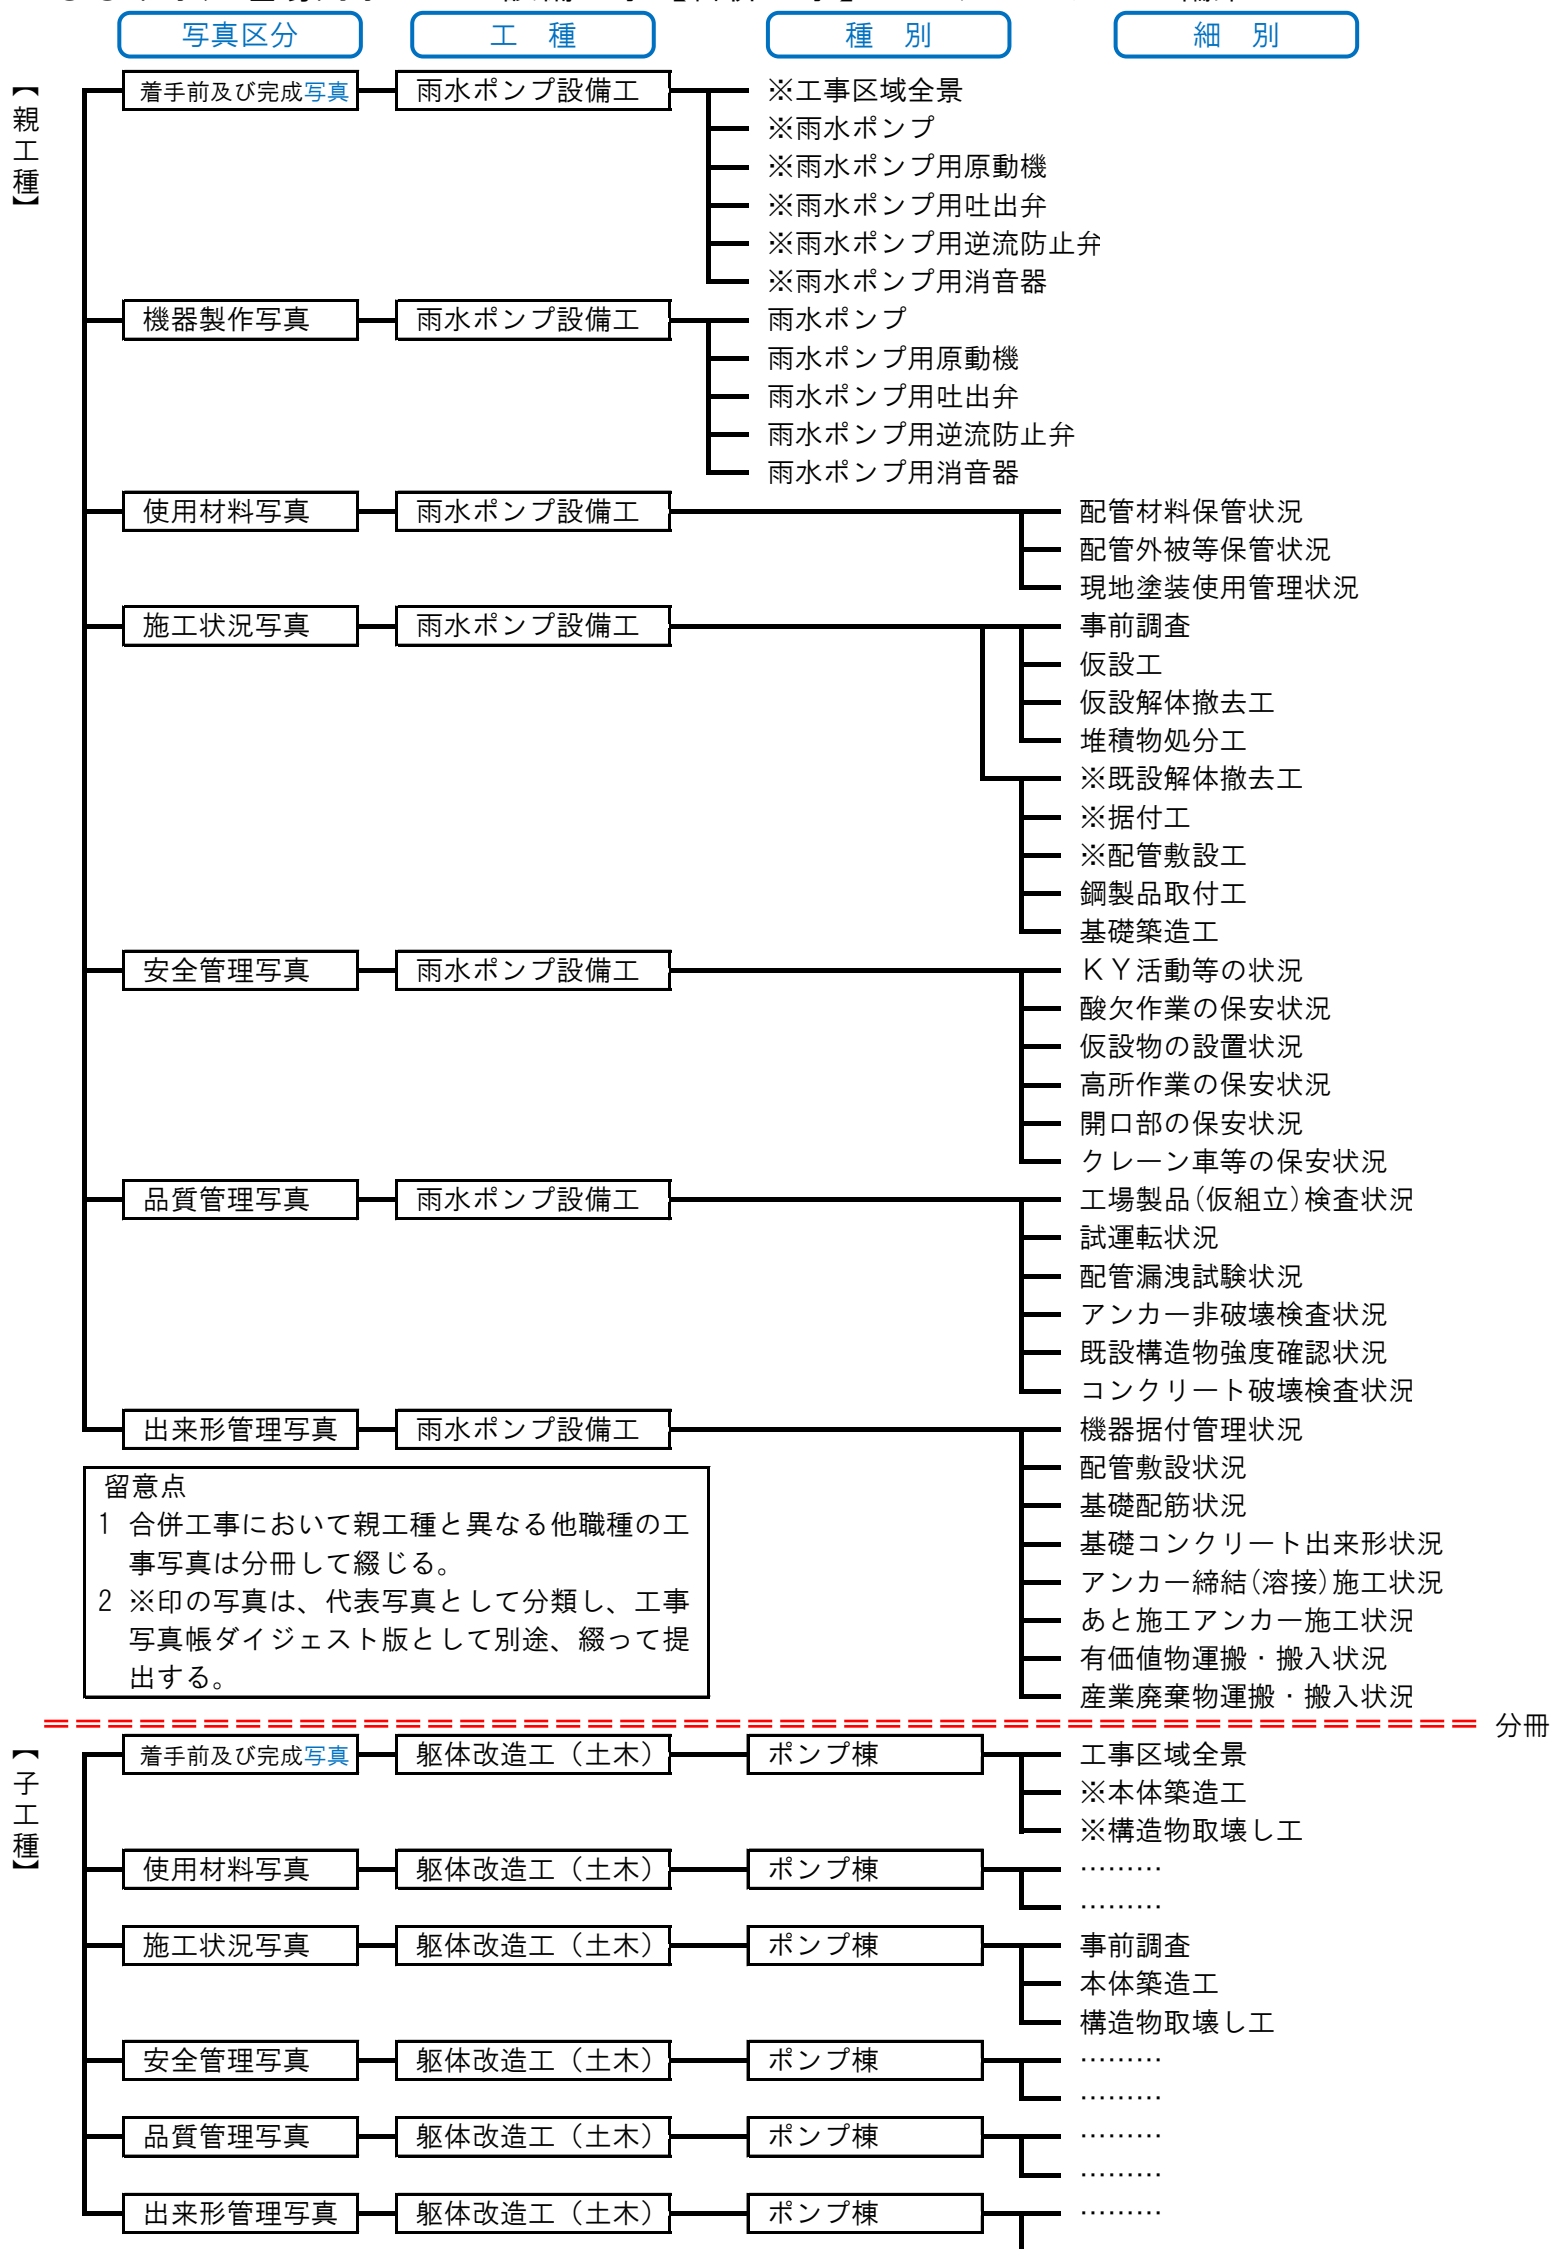 写真区分 工　種 種　別 細　別
【親工種】
着手前及び完成写真 雨水ポンプ設備工 ※工事区域全景
※雨水ポンプ
※雨水ポンプ用原動機
※雨水ポンプ用吐出弁
※雨水ポンプ用逆流防止弁
※雨水ポンプ用消音器
機器製作写真 雨水ポンプ設備工 雨水ポンプ
雨水ポンプ用原動機
雨水ポンプ用吐出弁
雨水ポンプ用逆流防止弁
雨水ポンプ用消音器
使用材料写真 雨水ポンプ設備工 配管材料保管状況
配管外被等保管状況
現地塗装使用管理状況
施工状況写真 雨水ポンプ設備工 事前調査
仮設工
仮設解体撤去工
堆積物処分工
※既設解体撤去工
※据付工
※配管敷設工
鋼製品取付工
基礎築造工
安全管理写真 雨水ポンプ設備工 ＫＹ活動等の状況
酸欠作業の保安状況
仮設物の設置状況
高所作業の保安状況
開口部の保安状況
クレーン車等の保安状況
品質管理写真 雨水ポンプ設備工 工場製品(仮組立)検査状況
試運転状況
配管漏洩試験状況
アンカー非破壊検査状況
既設構造物強度確認状況
コンクリート破壊検査状況
出来形管理写真 雨水ポンプ設備工 機器据付管理状況
配管敷設状況
基礎配筋状況
基礎コンクリート出来形状況
アンカー締結(溶接)施工状況
あと施工アンカー施工状況
有価値物運搬・搬入状況
産業廃棄物運搬・搬入状況
留意点
1 合併工事において親工種と異なる他職種の工
事写真は分冊して綴じる。
2 ※印の写真は、代表写真として分類し、工事
写真帳ダイジェスト版として別途、綴って提
出する。
＝＝＝＝＝＝＝＝＝＝＝＝＝＝＝＝＝＝＝＝＝＝＝＝＝＝＝＝＝＝＝＝＝＝＝＝＝＝＝＝＝＝＝＝＝ 分冊
【子工種】
着手前及び完成写真 躯体改造工（土木） ポンプ棟 工事区域全景
※本体築造工
※構造物取壊し工
使用材料写真 躯体改造工（土木） ポンプ棟 ………
………
施工状況写真 躯体改造工（土木） ポンプ棟 事前調査
本体築造工
構造物取壊し工
安全管理写真 躯体改造工（土木） ポンプ棟 ………
………
品質管理写真 躯体改造工（土木） ポンプ棟 ………
………
出来形管理写真 躯体改造工（土木） ポンプ棟 ………